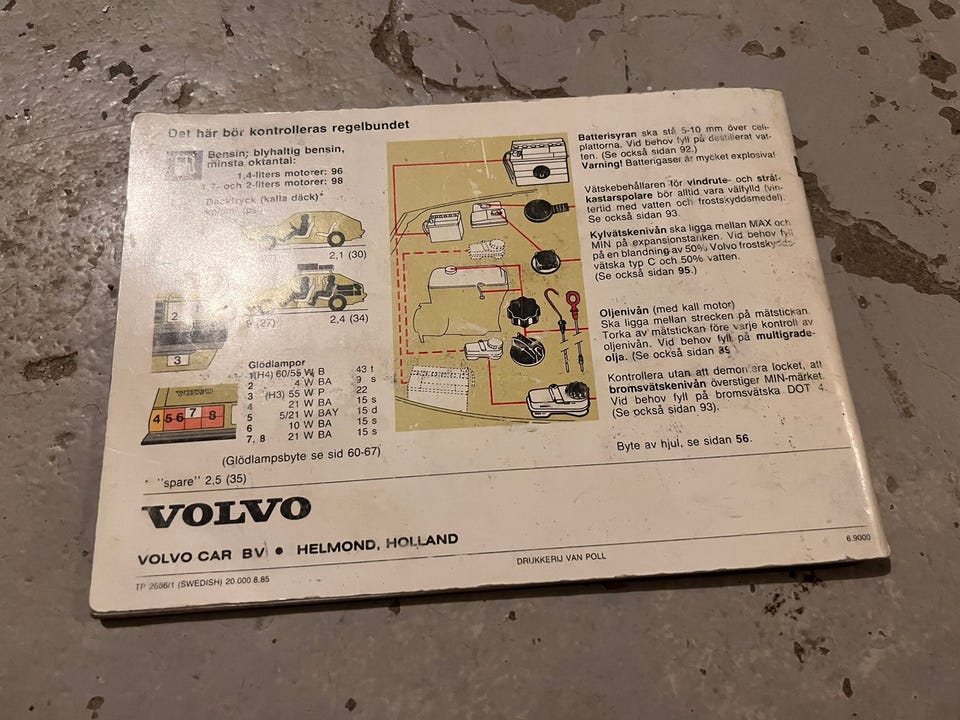 Det här bör kontrolleras regelbundet
Bensin; blyhaltig bensin,
minsta oktantal:
1,4-liters motorer: 96
1,7- och 2-liters motorer: 98
Däcktryck (kalla däck)*
kp/cm² (psi)
2,1 (30)
(27)
2,4 (34)
2
3
Glödlampor
1 (H4) 60/55 W B 43 t
2 4 W BA 9 s
3 (H3) 55 W P 22
4 21 W BA 15 s
5 5/21 W BAY 15 d
6 10 W BA 15 s
7, 8 21 W BA 15 s
VOLVO
4 5 6 7 8
(Glödlampsbyte se sid 60-67)
* "spare" 2,5 (35)
Batterisyran ska stå 5-10 mm över cell-
plattorna. Vid behov fyll på destillerat vat-
ten. (Se också sidan 92.)
Varning! Batterigaser är mycket explosiva!
Vätskebehållaren för vindrute- och strål-
kastarspolare bör alltid vara välfylld (vin-
tertid med vatten och frostskyddsmedel).
Se också sidan 93.
Kylvätskenivån ska ligga mellan MAX och
MIN på expansionstanken. Vid behov fyll
på en blandning av 50% Volvo frostskydds-
vätska typ C och 50% vatten.
(Se också sidan 95.)
Oljenivån (med kall motor)
Ska ligga mellan strecken på mätstickan.
Torka av mätstickan före varje kontroll av
oljenivån. Vid behov fyll på multigrade-
olja. (Se också sidan
Kontrollera utan att demontera locket, att
bromsvätskenivån överstiger MIN-märket.
Vid behov fyll på bromsvätska DOT 4.
(Se också sidan 93).
Byte av hjul, se sidan 56.
VOLVO
VOLVO CAR BV • HELMOND, HOLLAND
TP 2686/1 (SWEDISH) 20.000 8.85
DRUKKERIJ VAN POLL
6.9000